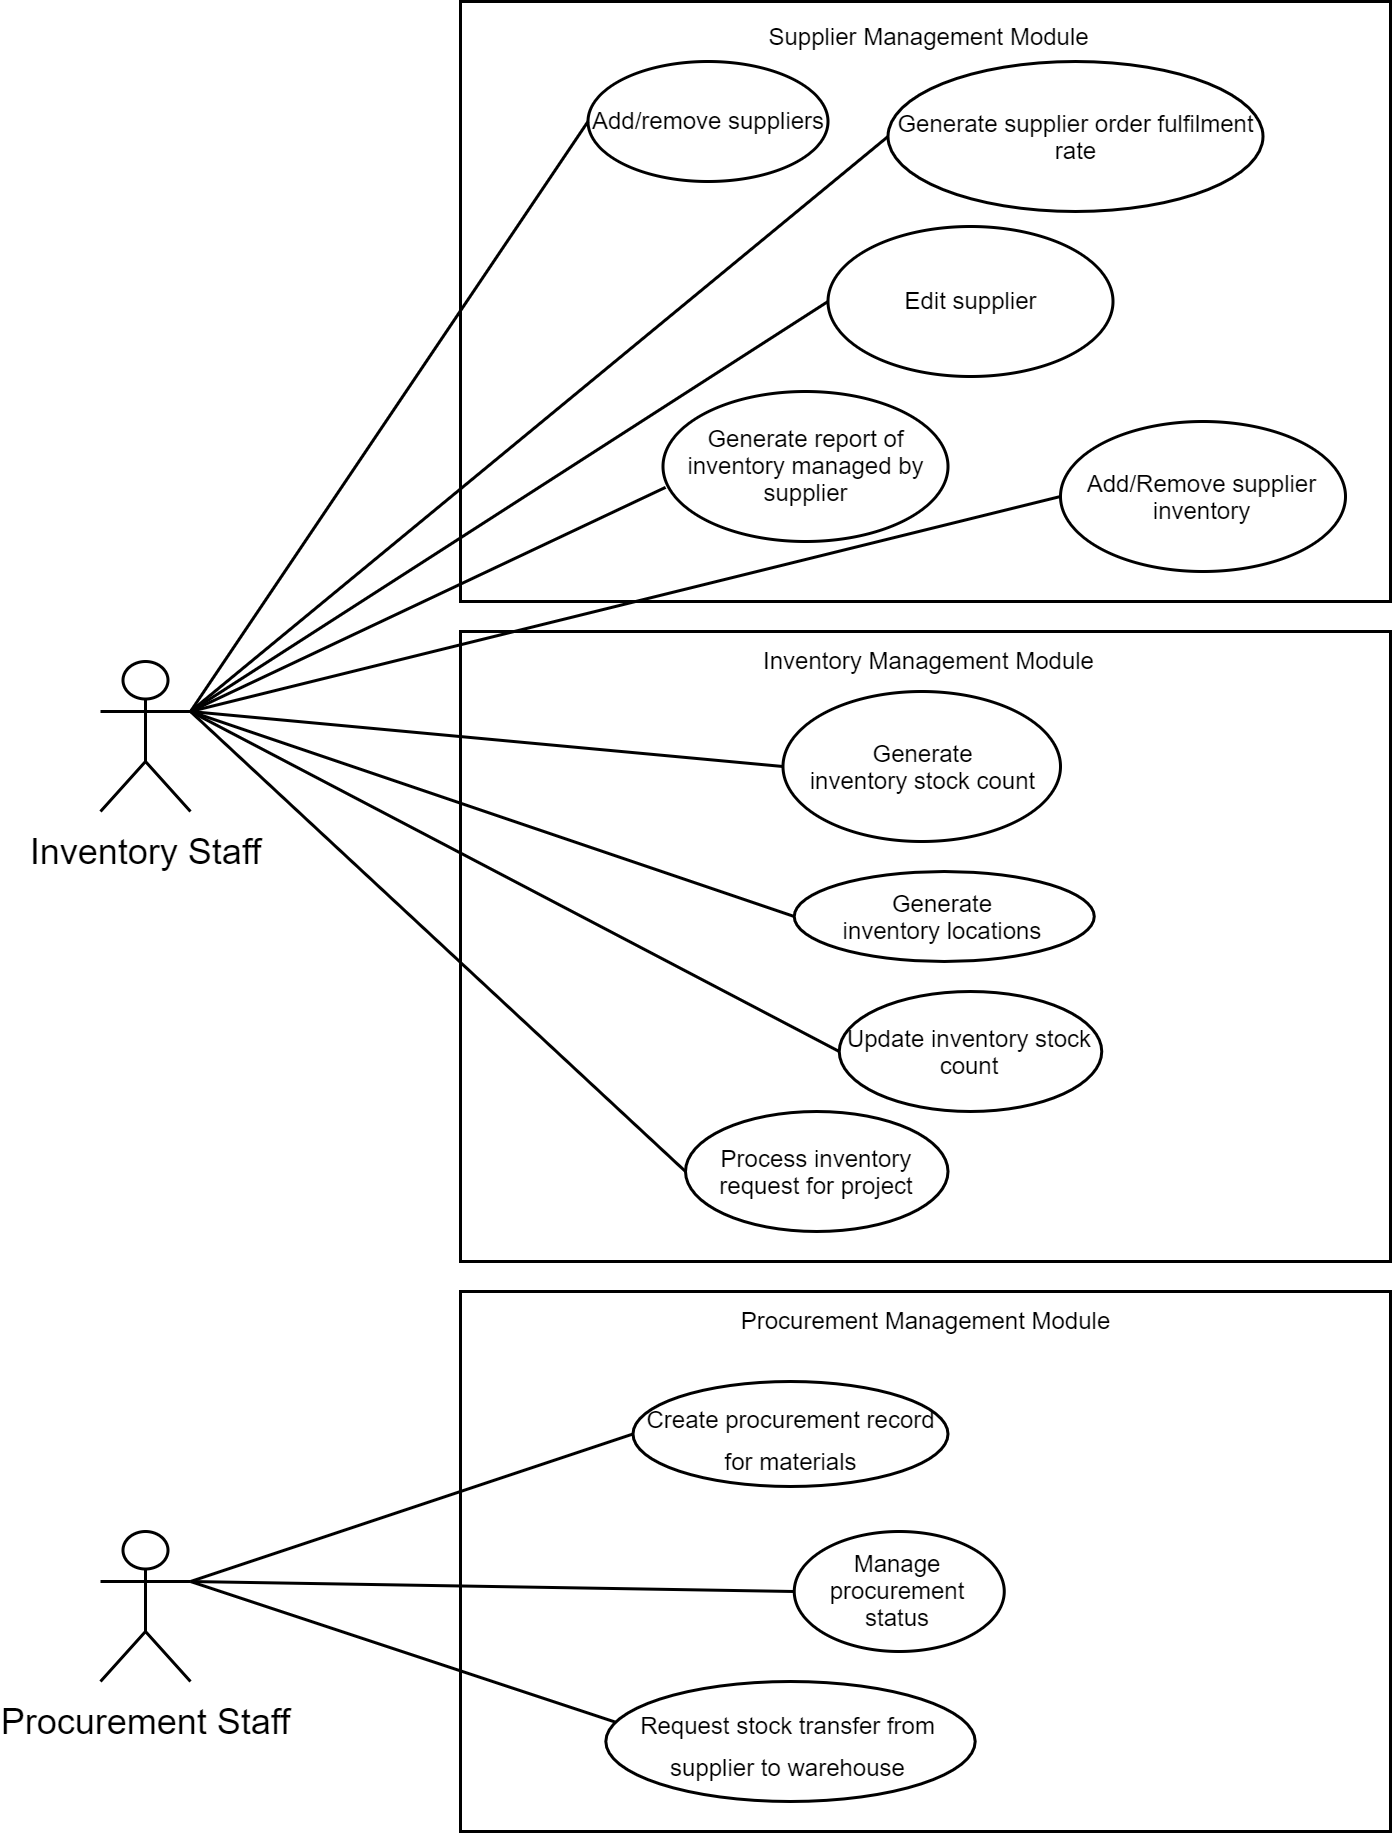 Supplier Management Module
Add/remove suppliers
Generate supplier order fulfilment
rate
Edit supplier
Generate report of
inventory managed by
supplier
Add/Remove supplier
inventory
Inventory Management Module
Generate
inventory stock count
Inventory Staff
Generate
inventory locations
Update inventory stock
count
Process inventory
request for project
Procurement Management Module
Create procurement record
for materials
Manage
procurement
status
Procurement Staff
Request stock transfer from
supplier to warehouse